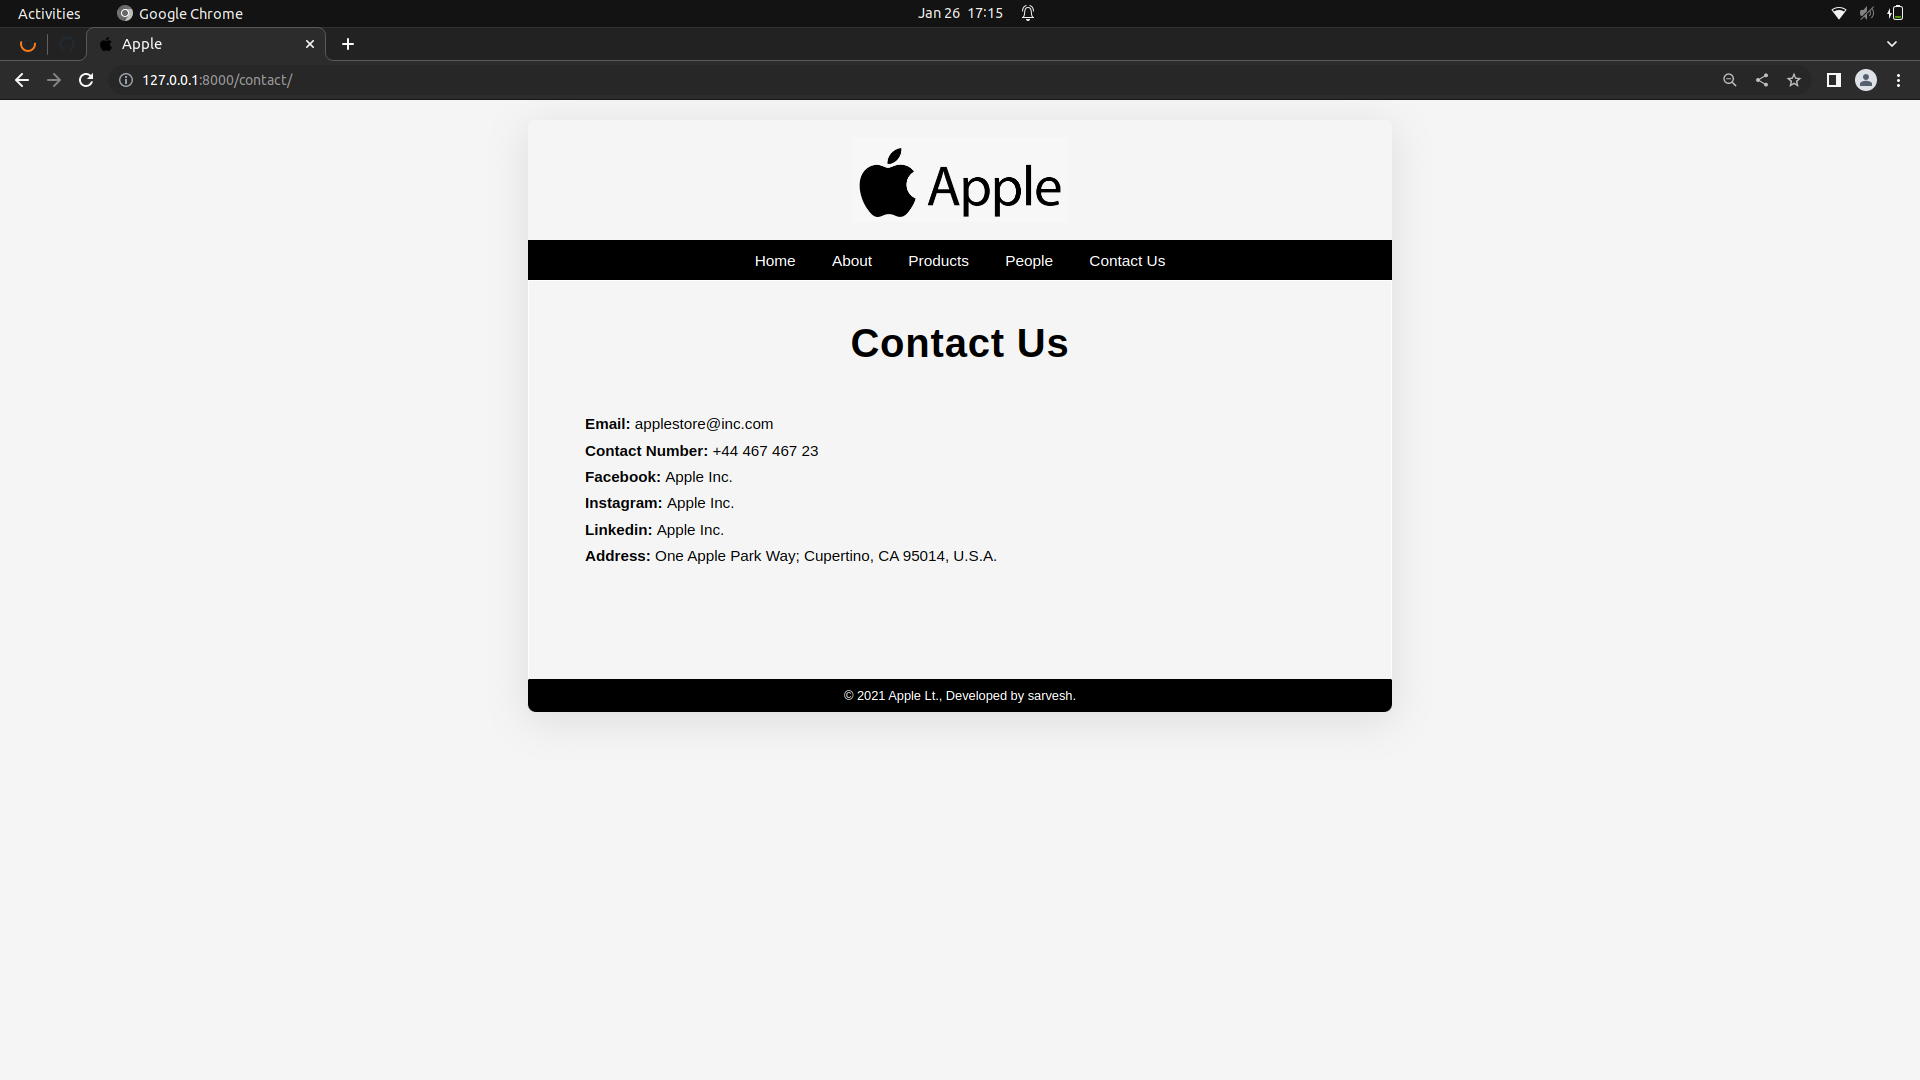 Activities Google Chrome Jan 26 17:15
Apple
127.0.0.1:8000/contact/
Apple
Home About Products People Contact Us
Contact Us
Email: applestore@inc.com
Contact Number: +44 467 467 23
Facebook: Apple Inc.
Instagram: Apple Inc.
Linkedin: Apple Inc.
Address: One Apple Park Way; Cupertino, CA 95014, U.S.A.
© 2021 Apple Lt., Developed by sarvesh.